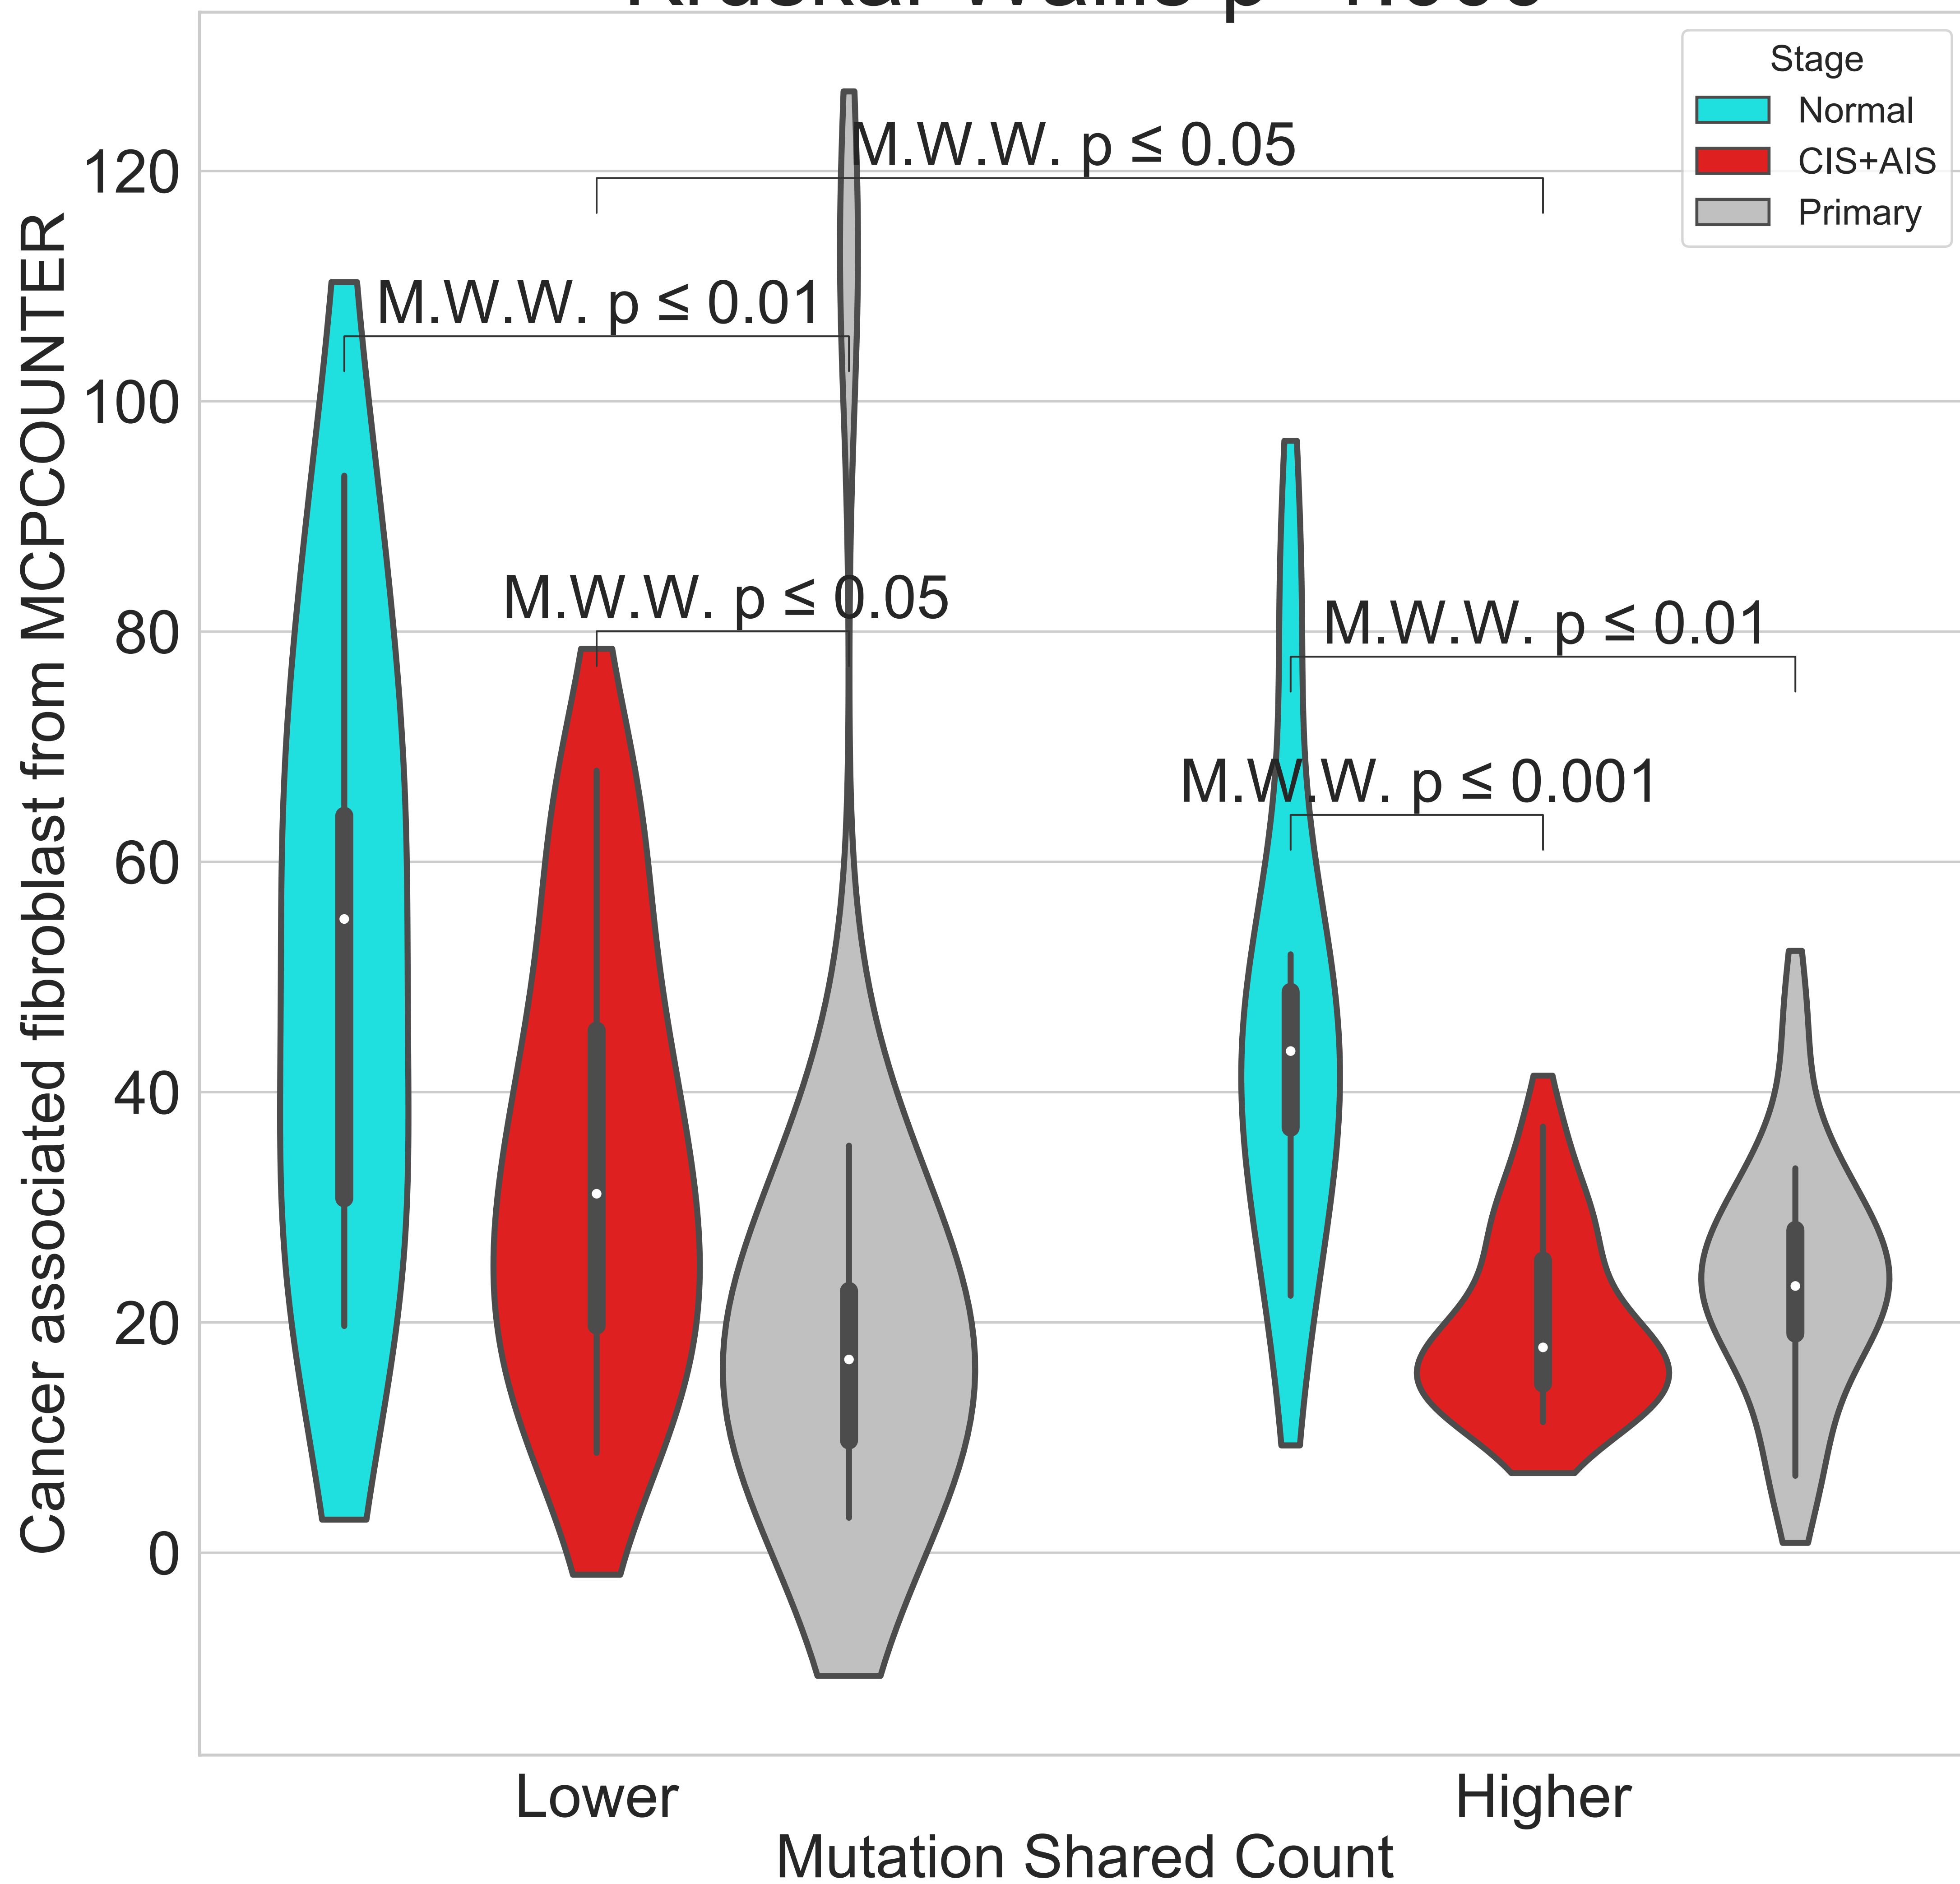 Stage
Normal
CIS+AIS
Primary
M.W.W. p ≤ 0.05
M.W.W. p ≤ 0.01
M.W.W. p ≤ 0.05
M.W.W. p ≤ 0.01
M.W.W. p ≤ 0.001
Cancer associated fibroblast from MCPCOUNTER
120
100
80
60
40
20
0
Lower
Higher
Mutation Shared Count